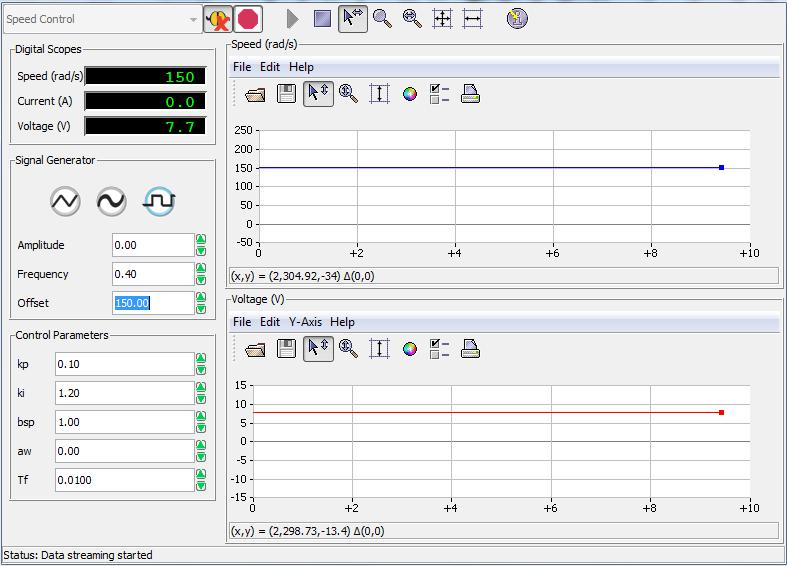 Speed Control
Digital Scopes
Speed (rad/s) 150
Current (A) 0.0
Voltage (V) 7.7
Signal Generator
Amplitude 0.00
Frequency 0.40
Offset 150.00
Control Parameters
kp 0.10
ki 1.20
bsp 1.00
aw 0.00
Tf 0.0100
Speed (rad/s)
File Edit Help
250
200
150
100
50
0
-50
0 +2 +4 +6 +8 +10
(x,y) = (2,304.92,-34) Δ(0,0)
Voltage (V)
File Edit Y-Axis Help
15
10
5
0
-5
-10
-15
0 +2 +4 +6 +8 +10
(x,y) = (2,298.73,-13.4) Δ(0,0)
Status: Data streaming started